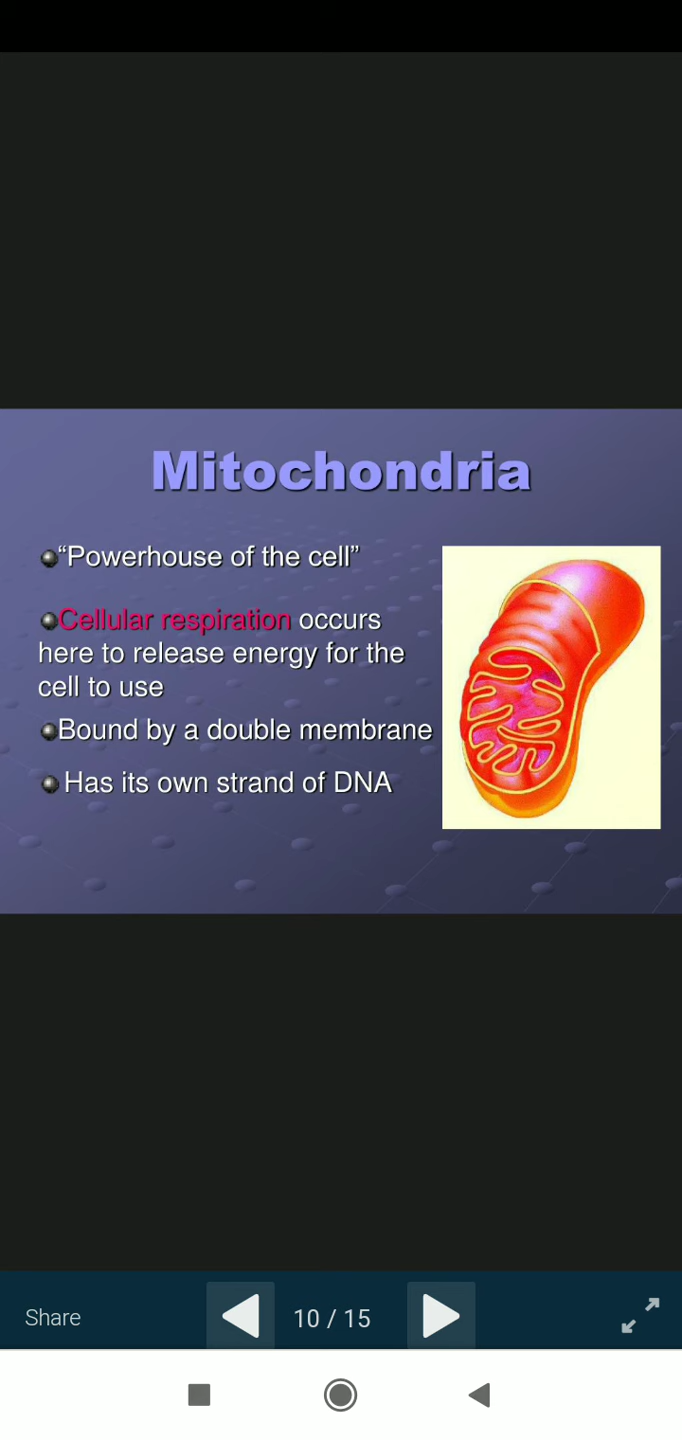 Mitochondria
“Powerhouse of the cell”
Cellular respiration occurs
here to release energy for the
cell to use
Bound by a double membrane
Has its own strand of DNA
Share
10 / 15